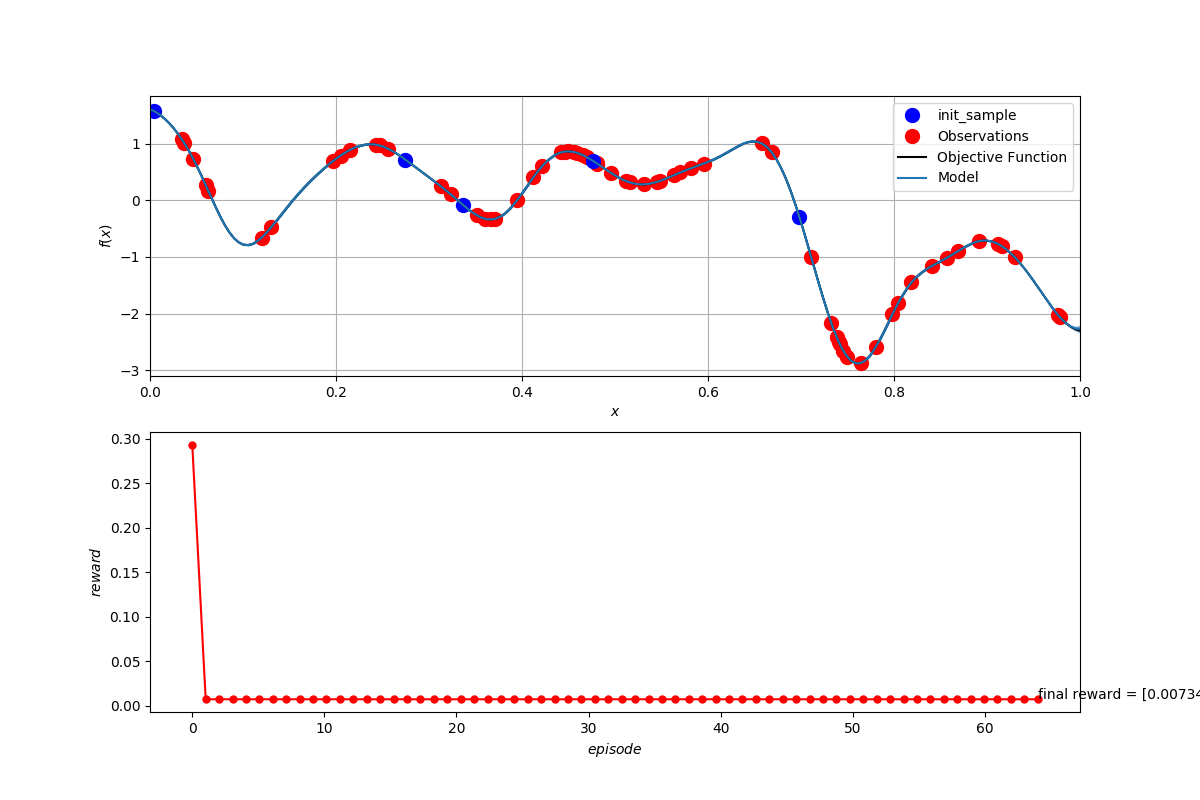 init_sample
Observations
Objective Function
Model
1
0
−1
−2
−3
f(x)
0.0 0.2 0.4 0.6 0.8 1.0
x
0.30
0.25
0.20
0.15
0.10
0.05
0.00
reward
final reward = [0.00734
0 10 20 30 40 50 60
episode